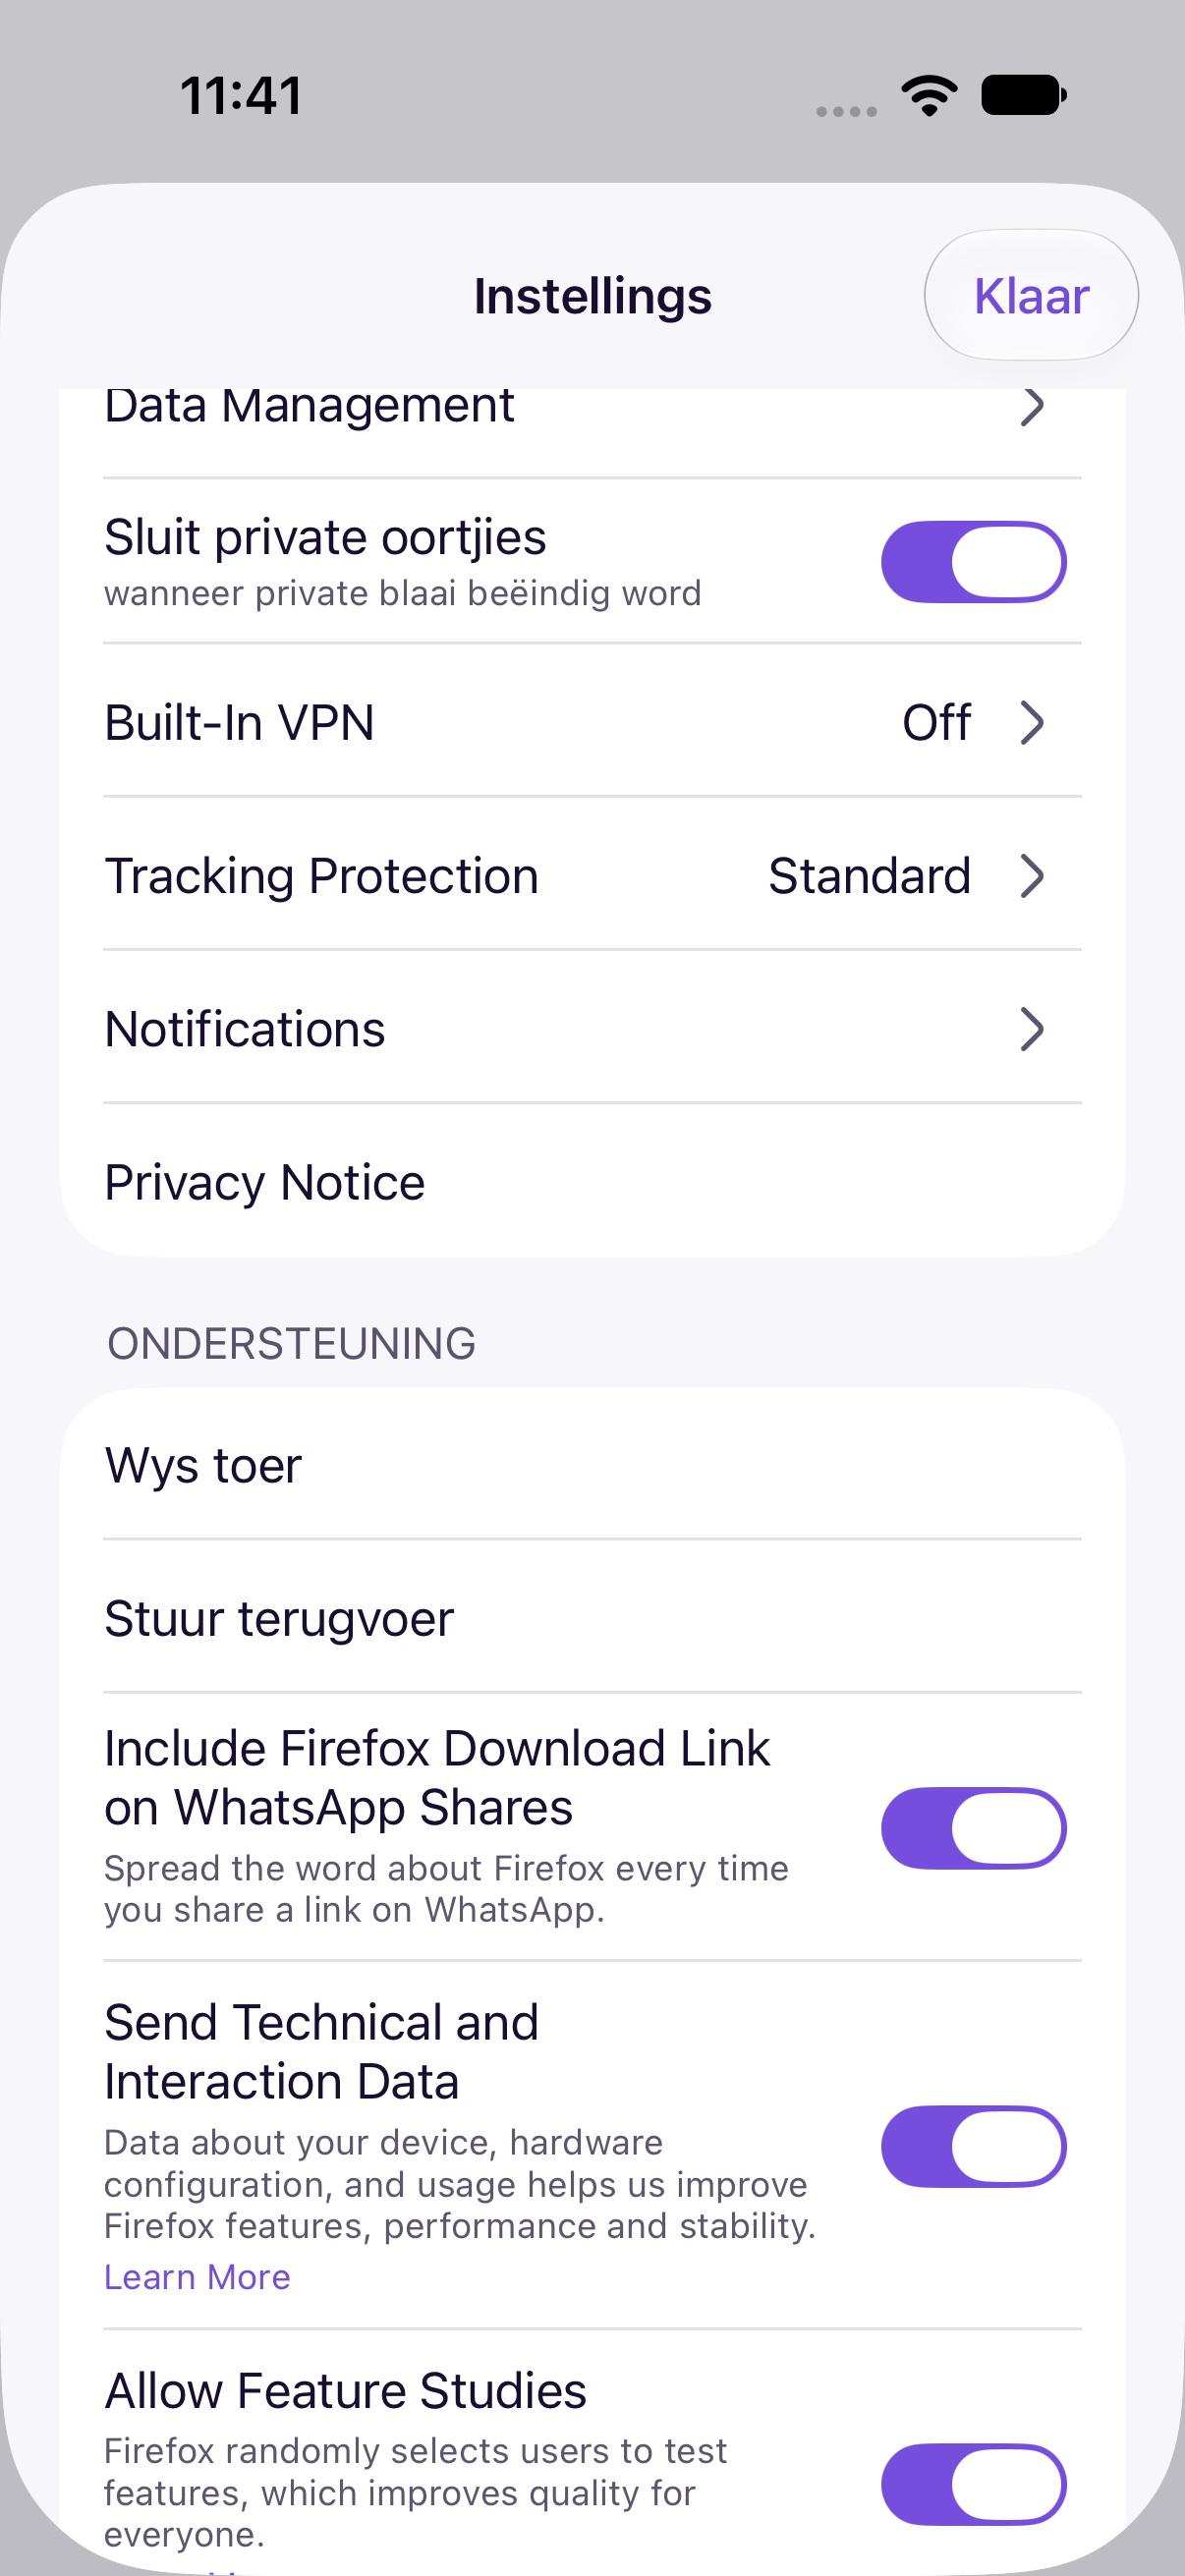 11:41
Instellings
Klaar
Data Management
Sluit private oortjies
wanneer private blaai beëindig word
Built-In VPN
Off
Tracking Protection
Standard
Notifications
Privacy Notice
ONDERSTEUNING
Wys toer
Stuur terugvoer
Include Firefox Download Link
on WhatsApp Shares
Spread the word about Firefox every time
you share a link on WhatsApp.
Send Technical and
Interaction Data
Data about your device, hardware
configuration, and usage helps us improve
Firefox features, performance and stability.
Learn More
Allow Feature Studies
Firefox randomly selects users to test
features, which improves quality for
everyone.